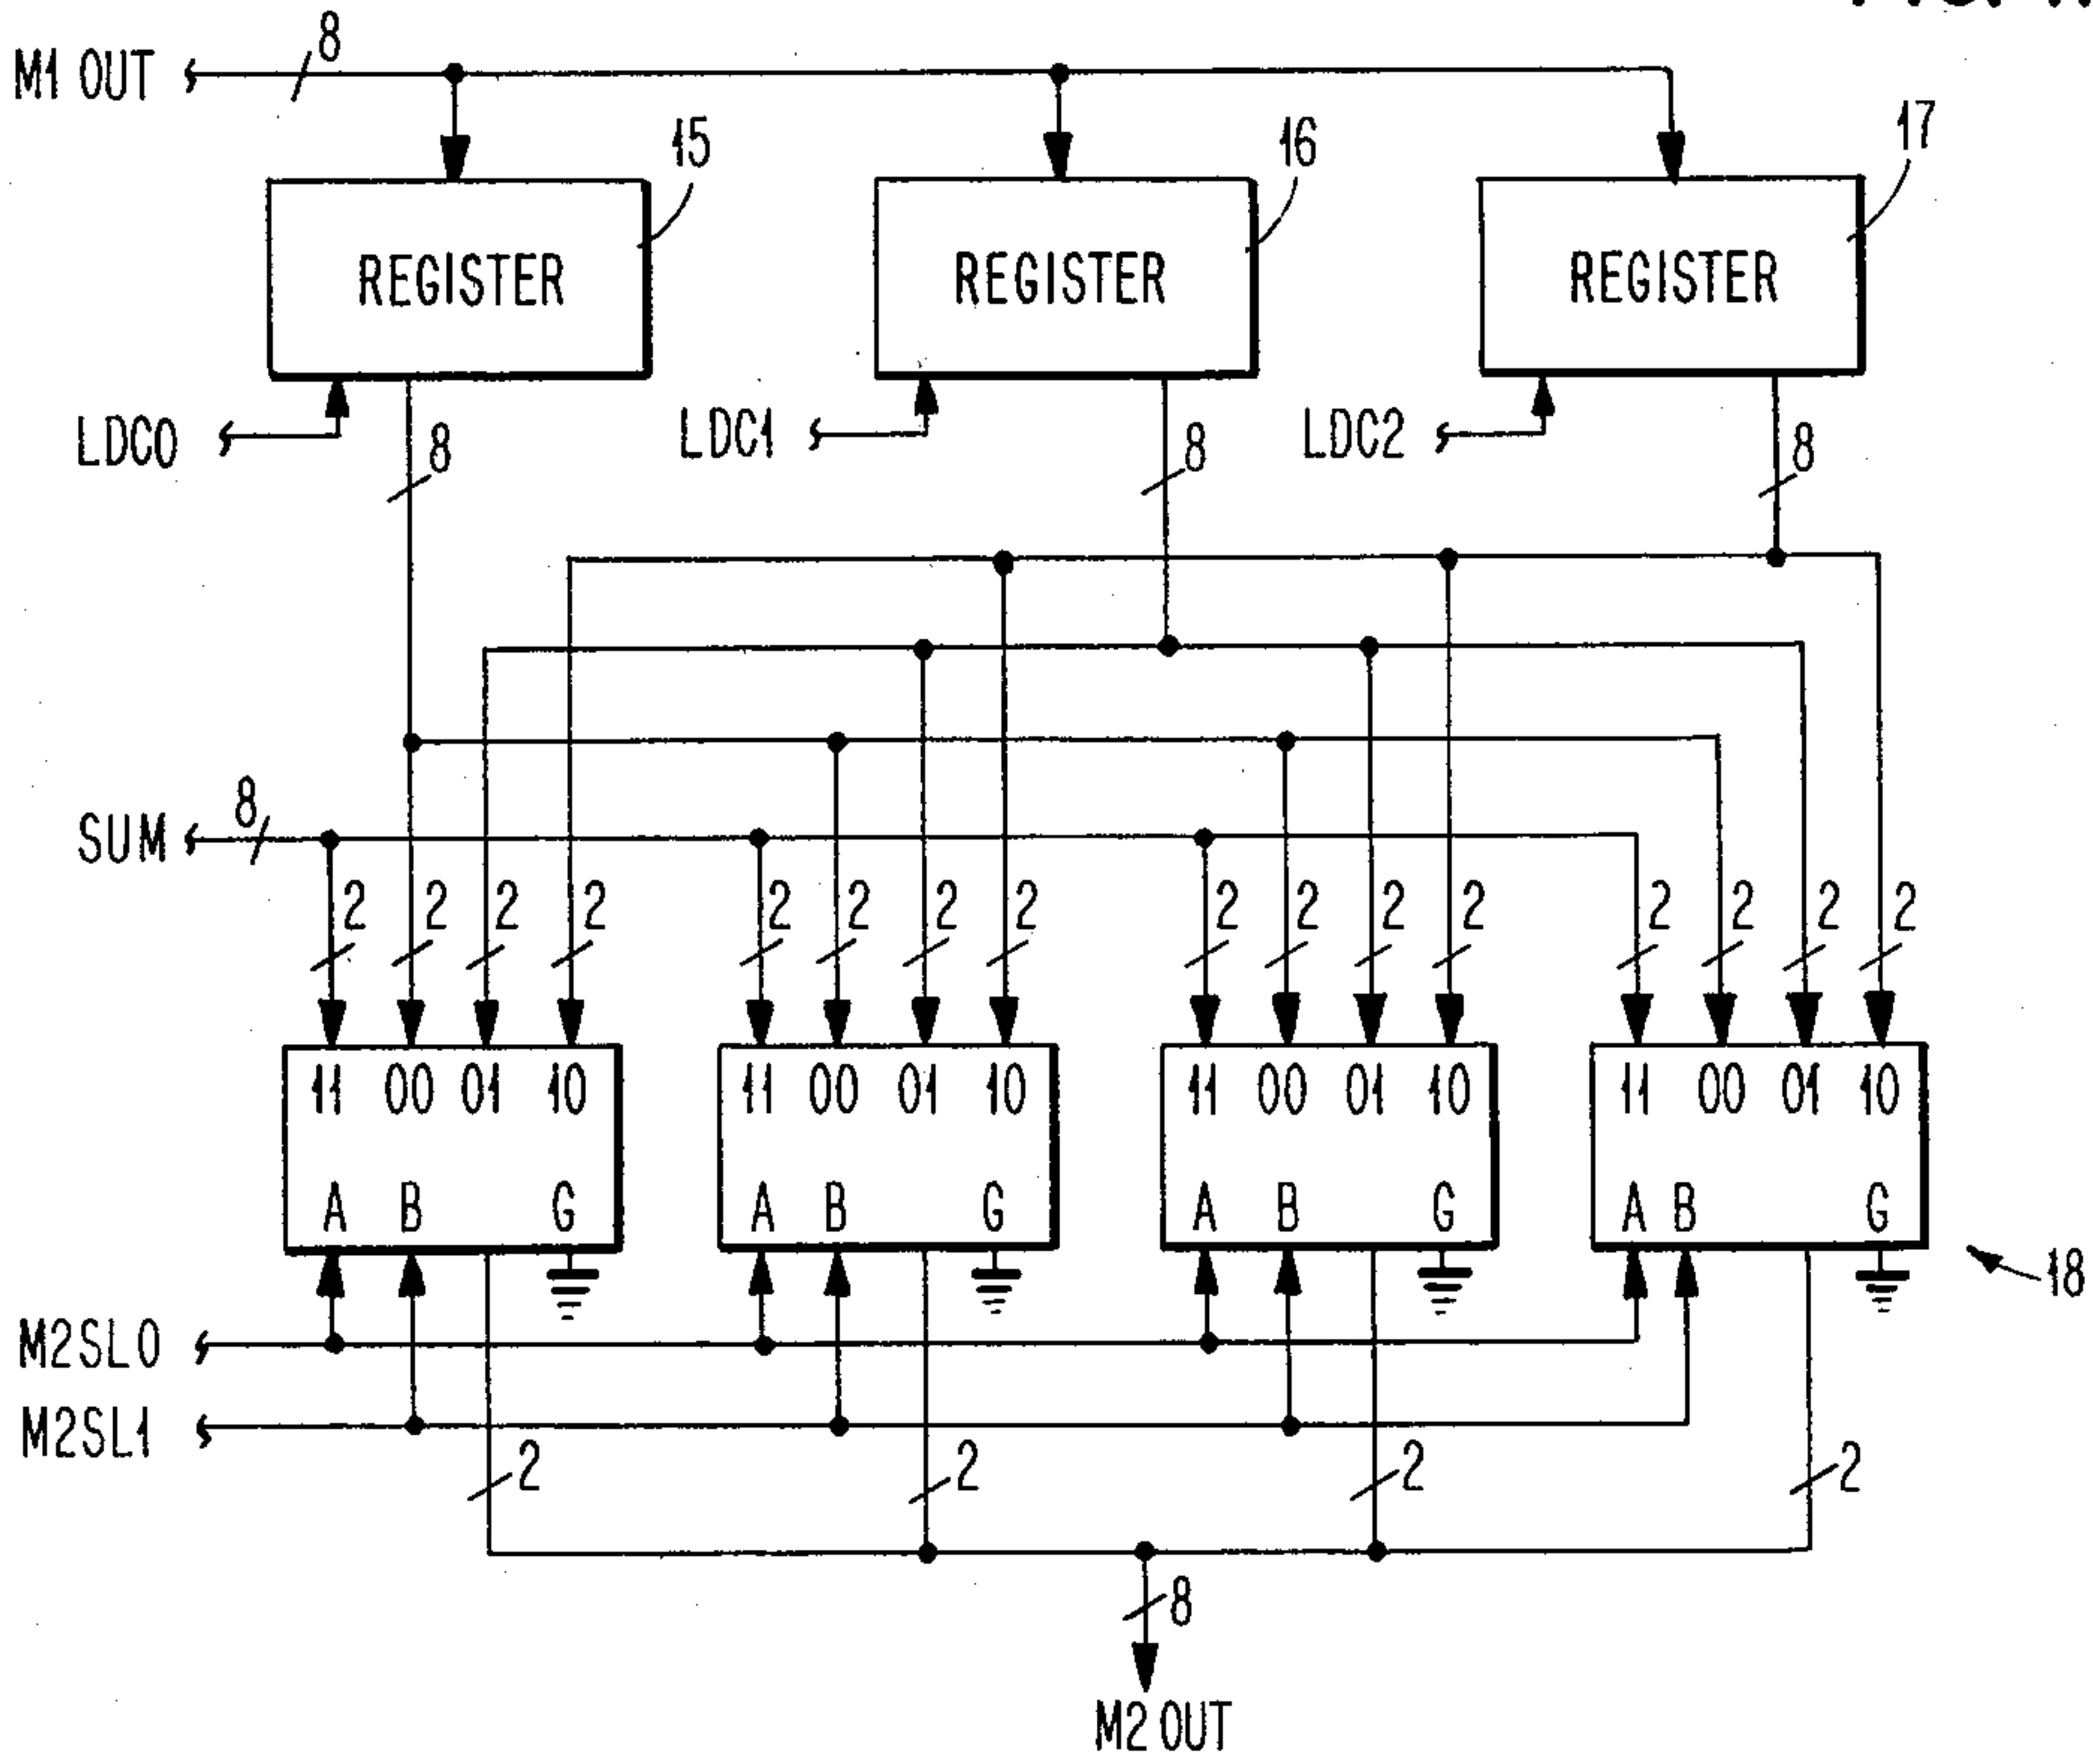 8
M1 OUT
15
16
17
REGISTER
REGISTER
REGISTER
LDC0
LDC1
LDC2
8
8
8
8
SUM
2 2 2 2 2 2 2 2 2 2 2 2 2 2 2 2
11 00 01 10 11 00 01 10 11 00 01 10 11 00 01 10
A B G A B G A B G A B G
18
M2SL0
M2SL1
2 2 2 2
8
M2 OUT